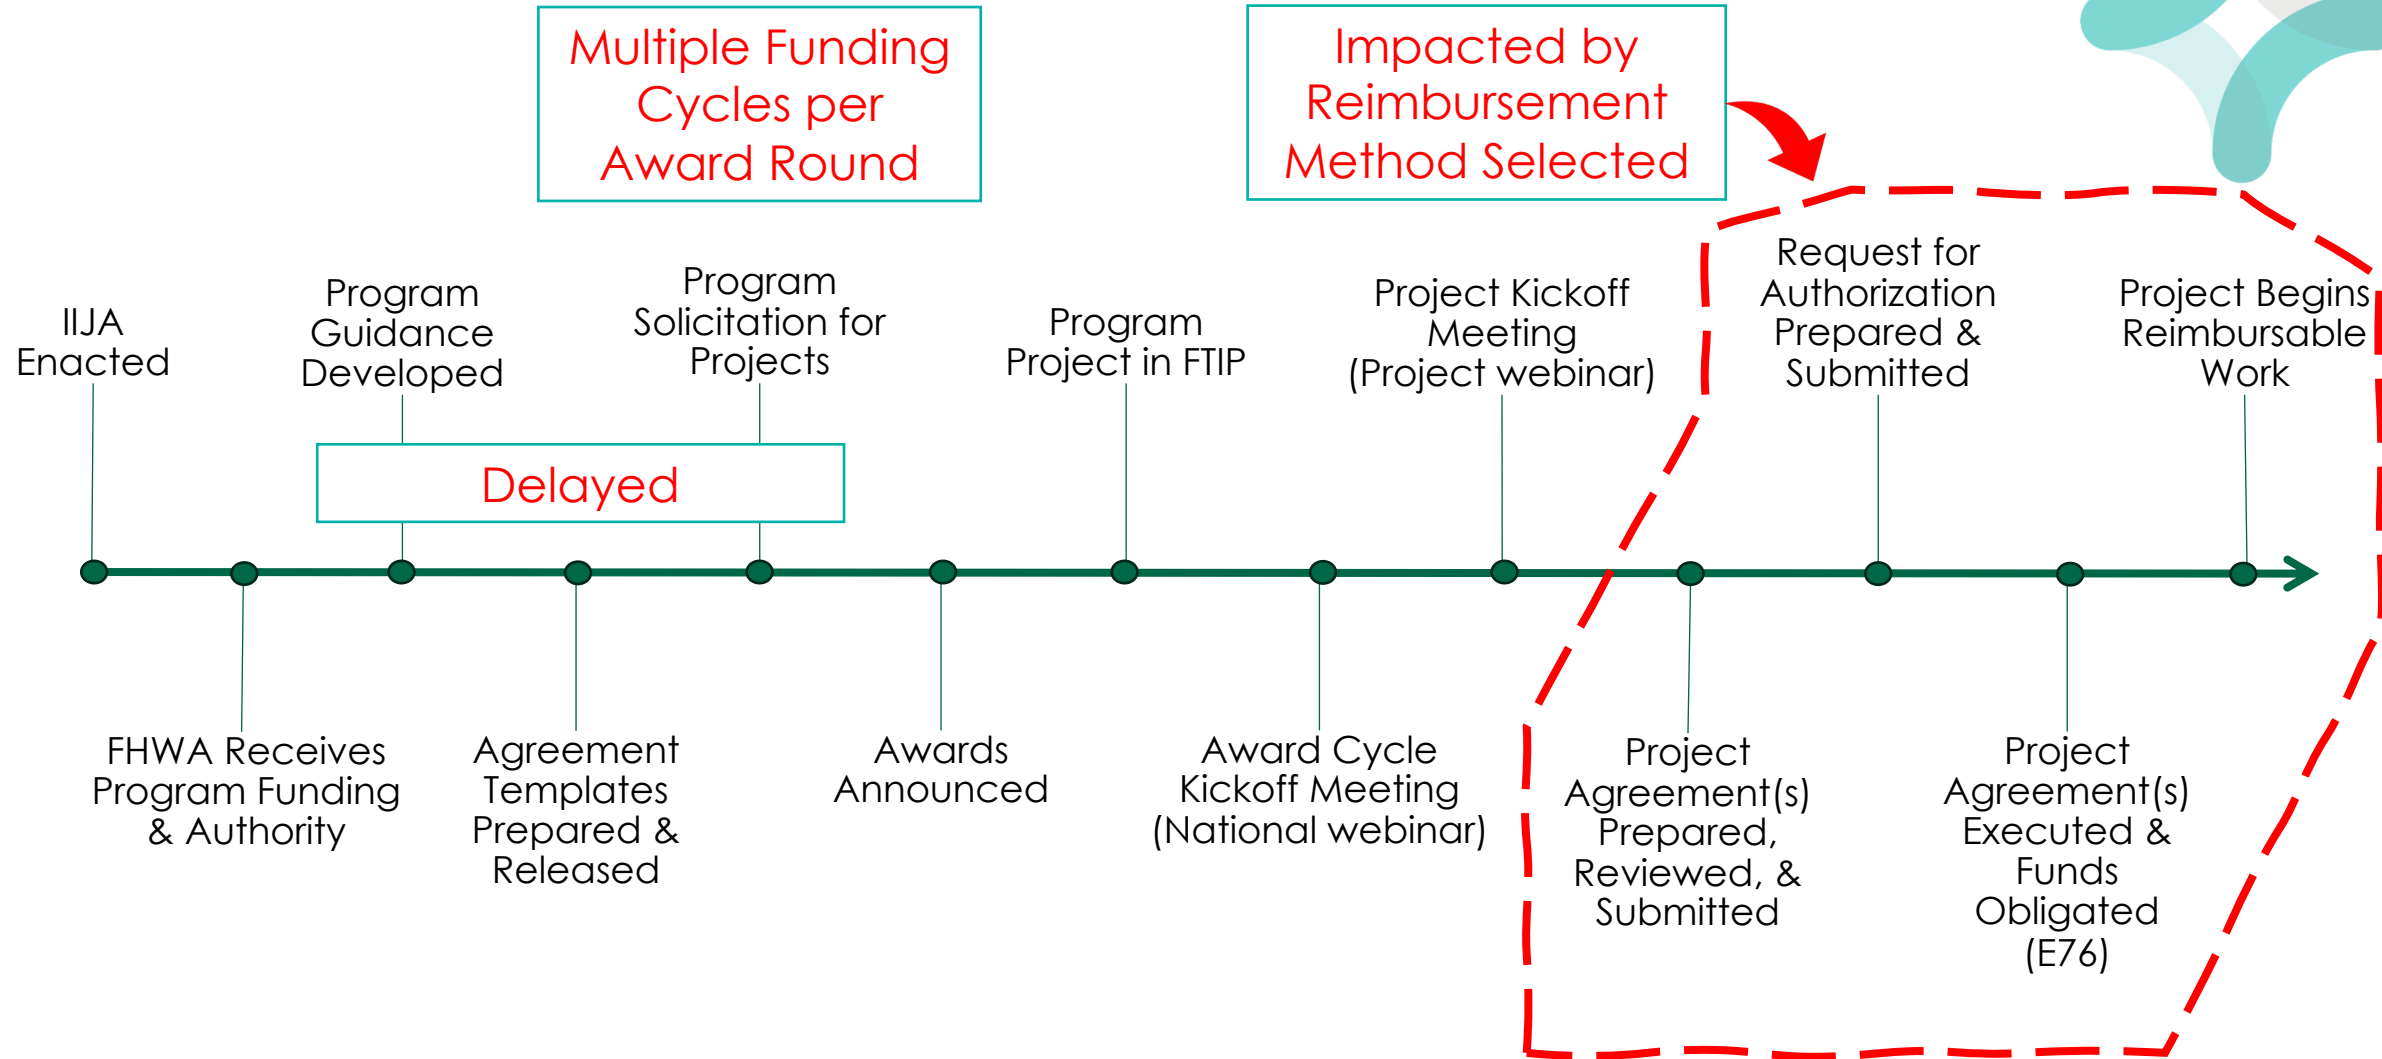 Multiple Funding
Cycles per
Award Round
Impacted by
Reimbursement
Method Selected
IIJA
Enacted
Program
Guidance
Developed
Program
Solicitation for
Projects
Program
Project in FTIP
Project Kickoff
Meeting
(Project webinar)
Request for
Authorization
Prepared &
Submitted
Project Begins
Reimbursable
Work
Delayed
FHWA Receives
Program Funding
& Authority
Agreement
Templates
Prepared &
Released
Awards
Announced
Award Cycle
Kickoff Meeting
(National webinar)
Project
Agreement(s)
Prepared,
Reviewed, &
Submitted
Project
Agreement(s)
Executed &
Funds
Obligated
(E76)